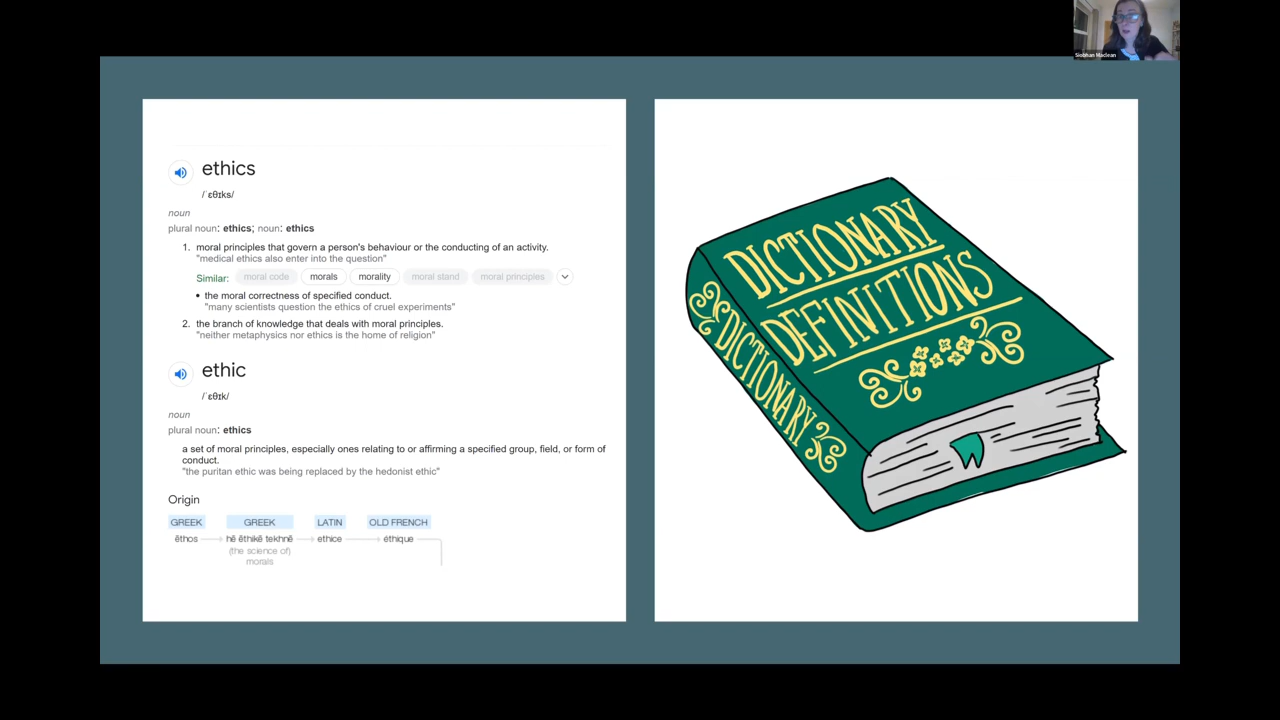 Siobhan Maclean
ethics
/ˈɛθɪks/
noun
plural noun: ethics; noun: ethics
1. moral principles that govern a person's behaviour or the conducting of an activity.
"medical ethics also enter into the question"
Similar: moral code morals morality moral stand moral principles
• the moral correctness of specified conduct.
"many scientists question the ethics of cruel experiments"
2. the branch of knowledge that deals with moral principles.
"neither metaphysics nor ethics is the home of religion"
ethic
/ˈɛθɪk/
noun
plural noun: ethics
a set of moral principles, especially ones relating to or affirming a specified group, field, or form of
conduct.
"the puritan ethic was being replaced by the hedonist ethic"
Origin
GREEK GREEK LATIN OLD FRENCH
ēthos hē ēthikē tekhnē ethice éthique
(the science of)
morals
DICTIONARY
DEFINITIONS
DICTIONARY